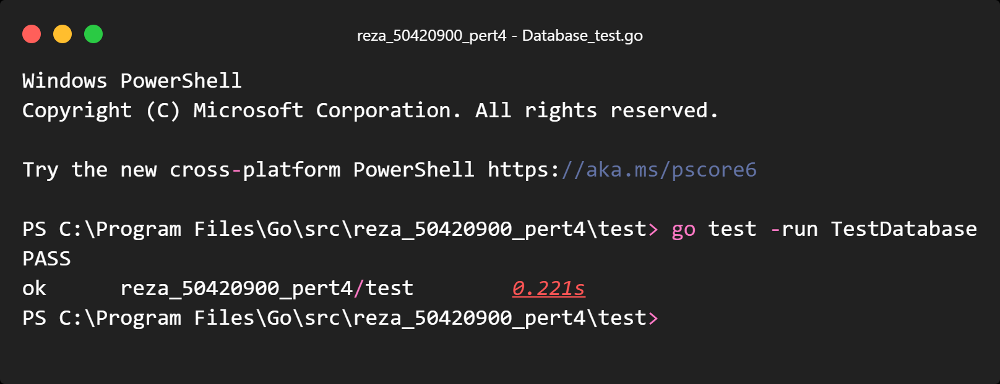 reza_50420900_pert4 - Database_test.go
Windows PowerShell
Copyright (C) Microsoft Corporation. All rights reserved.
Try the new cross-platform PowerShell https://aka.ms/pscore6
PS C:\Program Files\Go\src\reza_50420900_pert4\test> go test -run TestDatabase
PASS
ok      reza_50420900_pert4/test        0.221s
PS C:\Program Files\Go\src\reza_50420900_pert4\test>